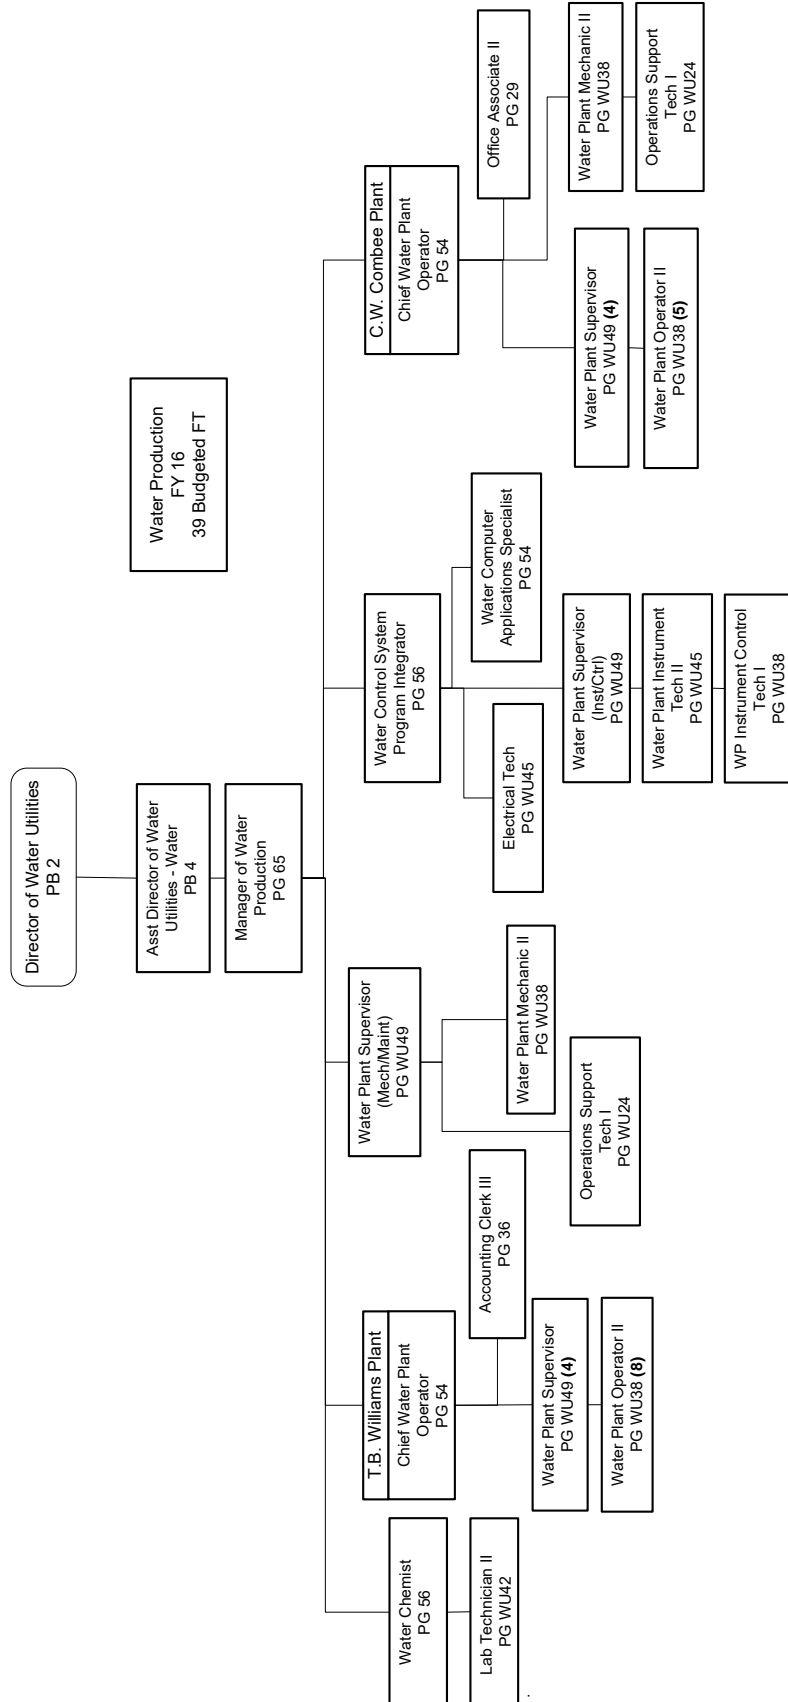 Director of Water Utilities
PB 2
Water Production
FY 16
39 Budgeted FT
Asst Director of Water
Utilities - Water
PB 4
Manager of Water
Production
PG 65
Water Chemist
PG 56
Lab Technician II
PG WU42
T.B. Williams Plant
Chief Water Plant
Operator
PG 54
Accounting Clerk III
PG 36
Water Plant Supervisor
PG WU49 (4)
Water Plant Operator II
PG WU38 (8)
Water Plant Supervisor
(Mech/Maint)
PG WU49
Water Plant Mechanic II
PG WU38
Operations Support
Tech I
PG WU24
Water Control System
Program Integrator
PG 56
Water Computer
Applications Specialist
PG 54
Electrical Tech
PG WU45
Water Plant Supervisor
(Inst/Ctrl)
PG WU49
Water Plant Instrument
Tech II
PG WU45
WP Instrument Control
Tech I
PG WU38
C.W. Combee Plant
Chief Water Plant
Operator
PG 54
Office Associate II
PG 29
Water Plant Supervisor
PG WU49 (4)
Water Plant Operator II
PG WU38 (5)
Water Plant Mechanic II
PG WU38
Operations Support
Tech I
PG WU24